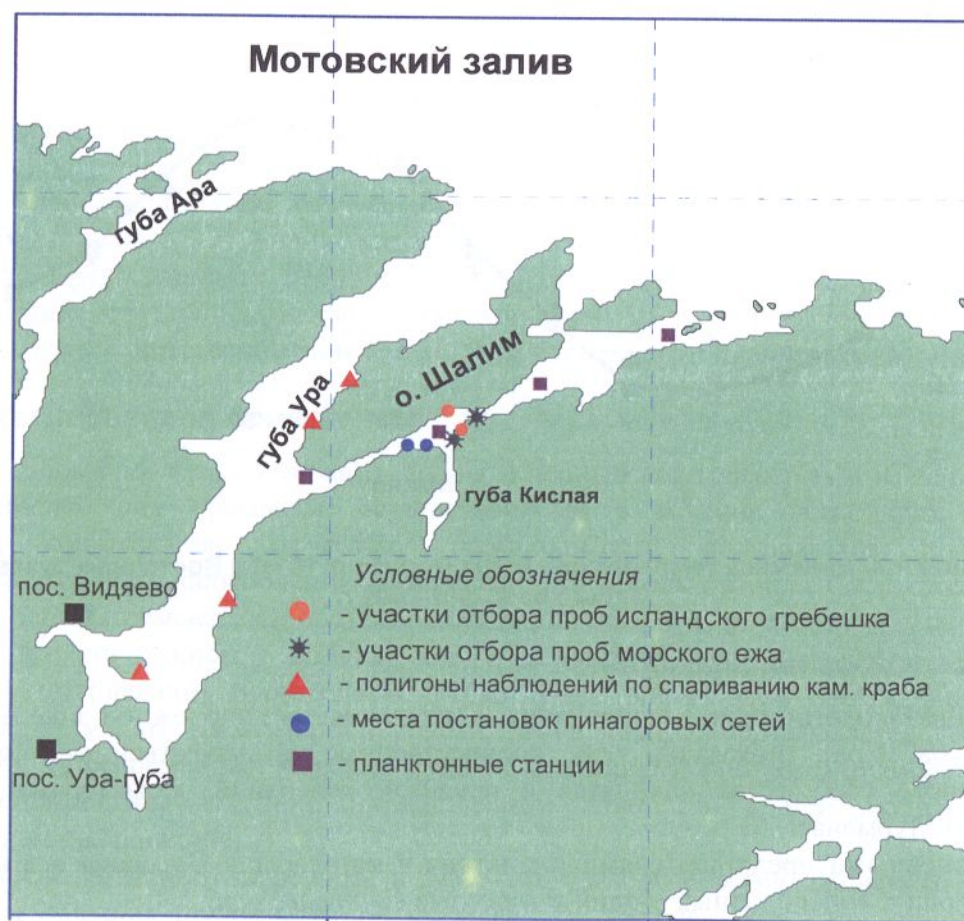 Мотовский залив
губа Ара
о. Шалим
губа Ура
губа Кислая
пос. Видяево
Условные обозначения
- участки отбора проб исландского гребешка
- участки отбора проб морского ежа
- полигоны наблюдений по спариванию кам. краба
- места постановок пинагоровых сетей
пос. Ура-губа
- планктонные станции